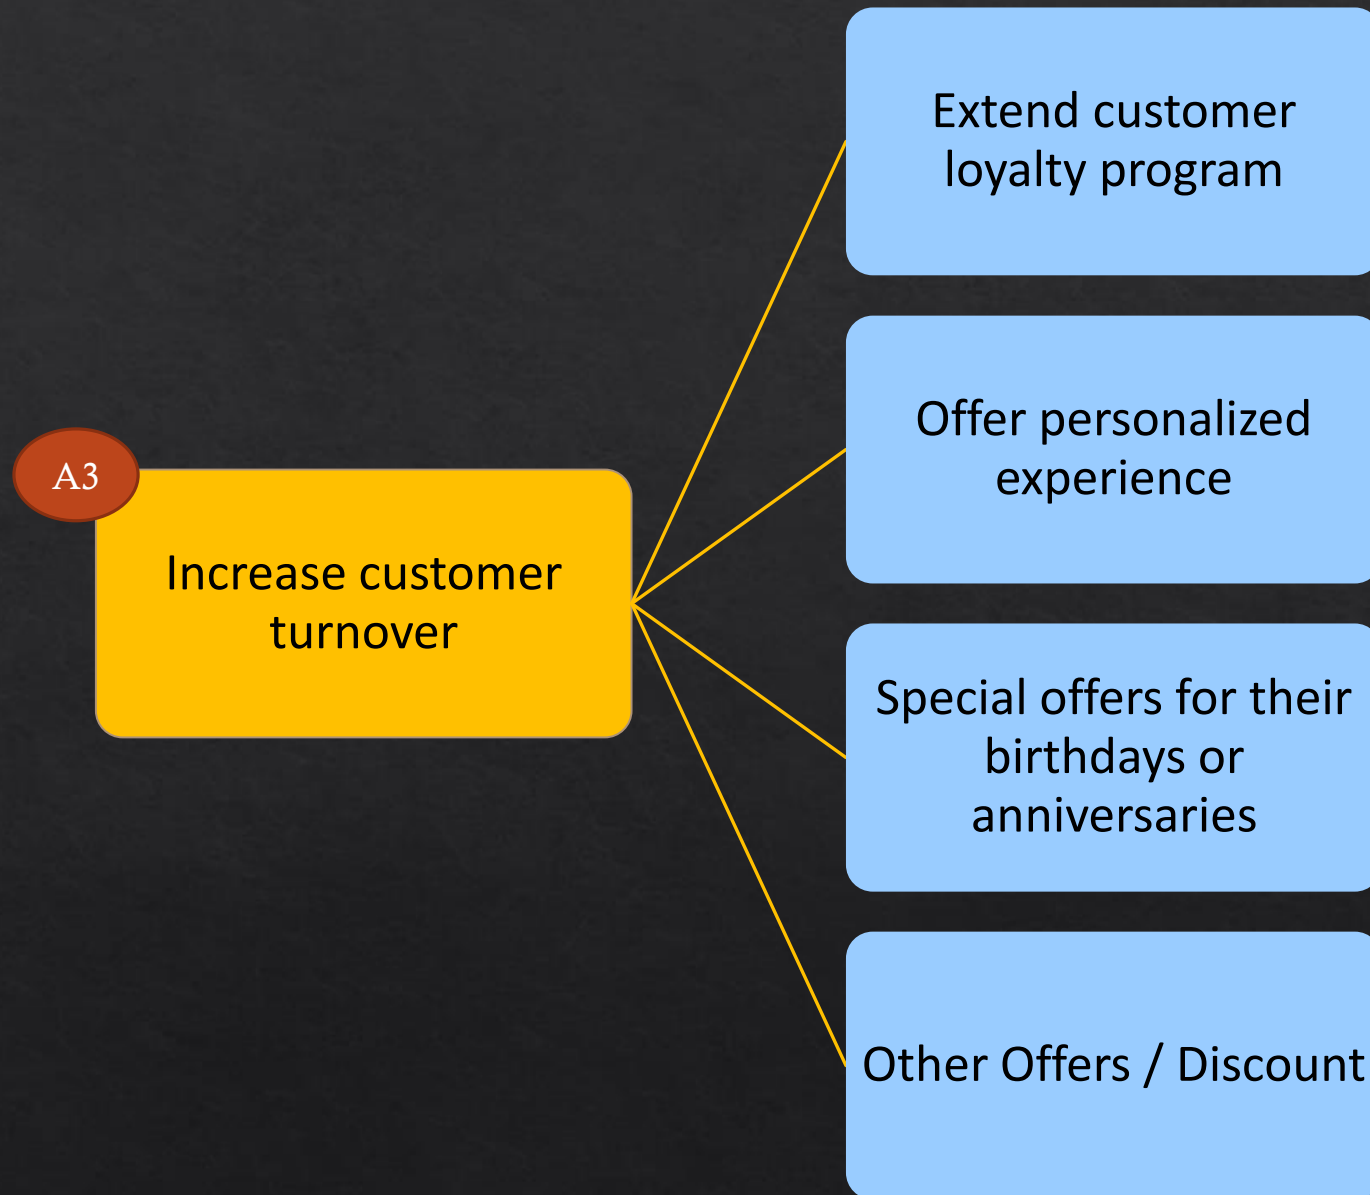 Extend customer
loyalty program
Offer personalized
experience
A3
Increase customer
turnover
Special offers for their
birthdays or
anniversaries
Other Offers / Discount